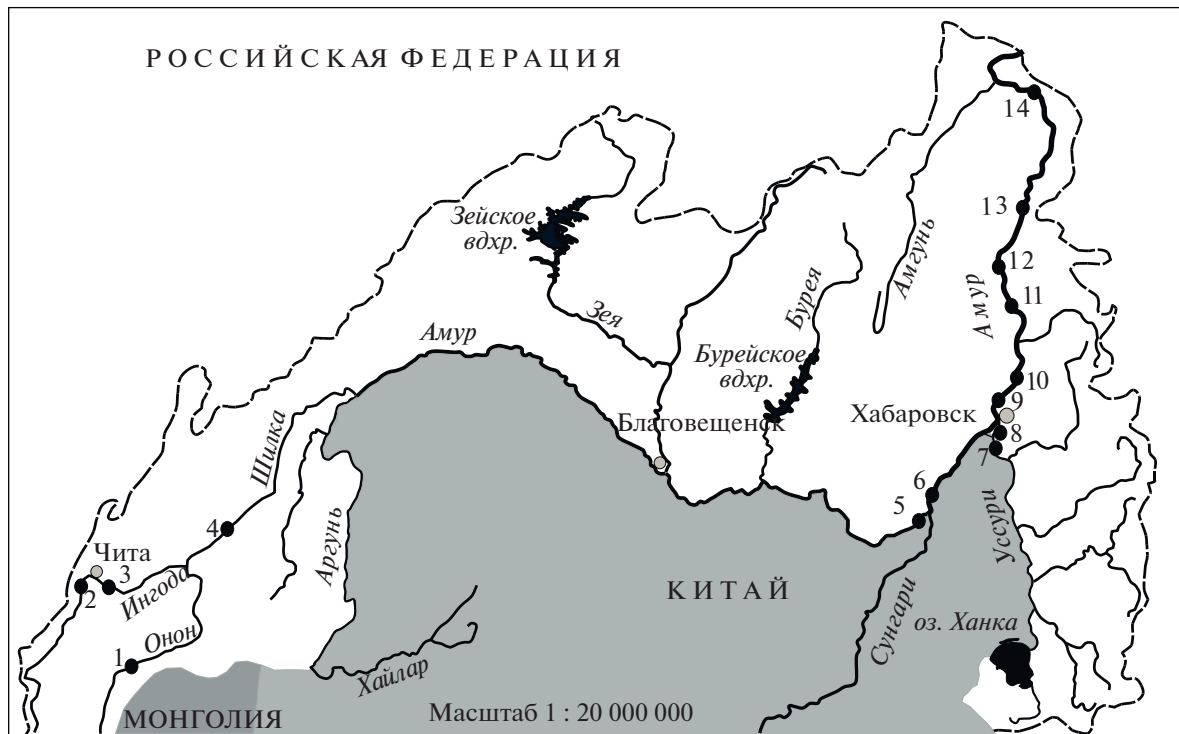 РОССИЙСКАЯ ФЕДЕРАЦИЯ
14
Зейское
вдхр.
13
Амгунь
12
Амур
11
Бурея
Зея
Амур
Бурейское
вдхр.
10
9
Хабаровск
Благовещенск
8
7
Шилка
6
5
Уссури
4
Аргунь
Чита
2
3
Ингода
КИТАЙ
Онон
Сунгари
оз. Ханка
1
Хайлар
МОНГОЛИЯ
Масштаб 1 : 20 000 000